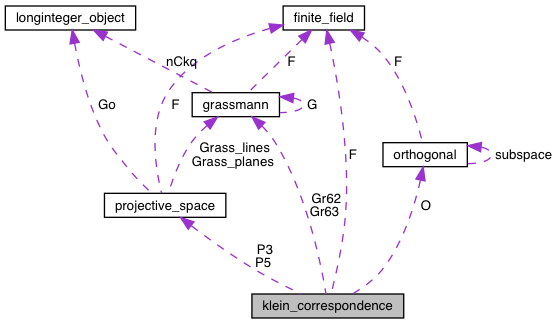 longinteger_object
finite_field
nCkq
F
F
Go
F
grassmann
G
Grass_lines
Grass_planes
F
orthogonal
subspace
projective_space
Gr62
Gr63
O
P3
P5
klein_correspondence